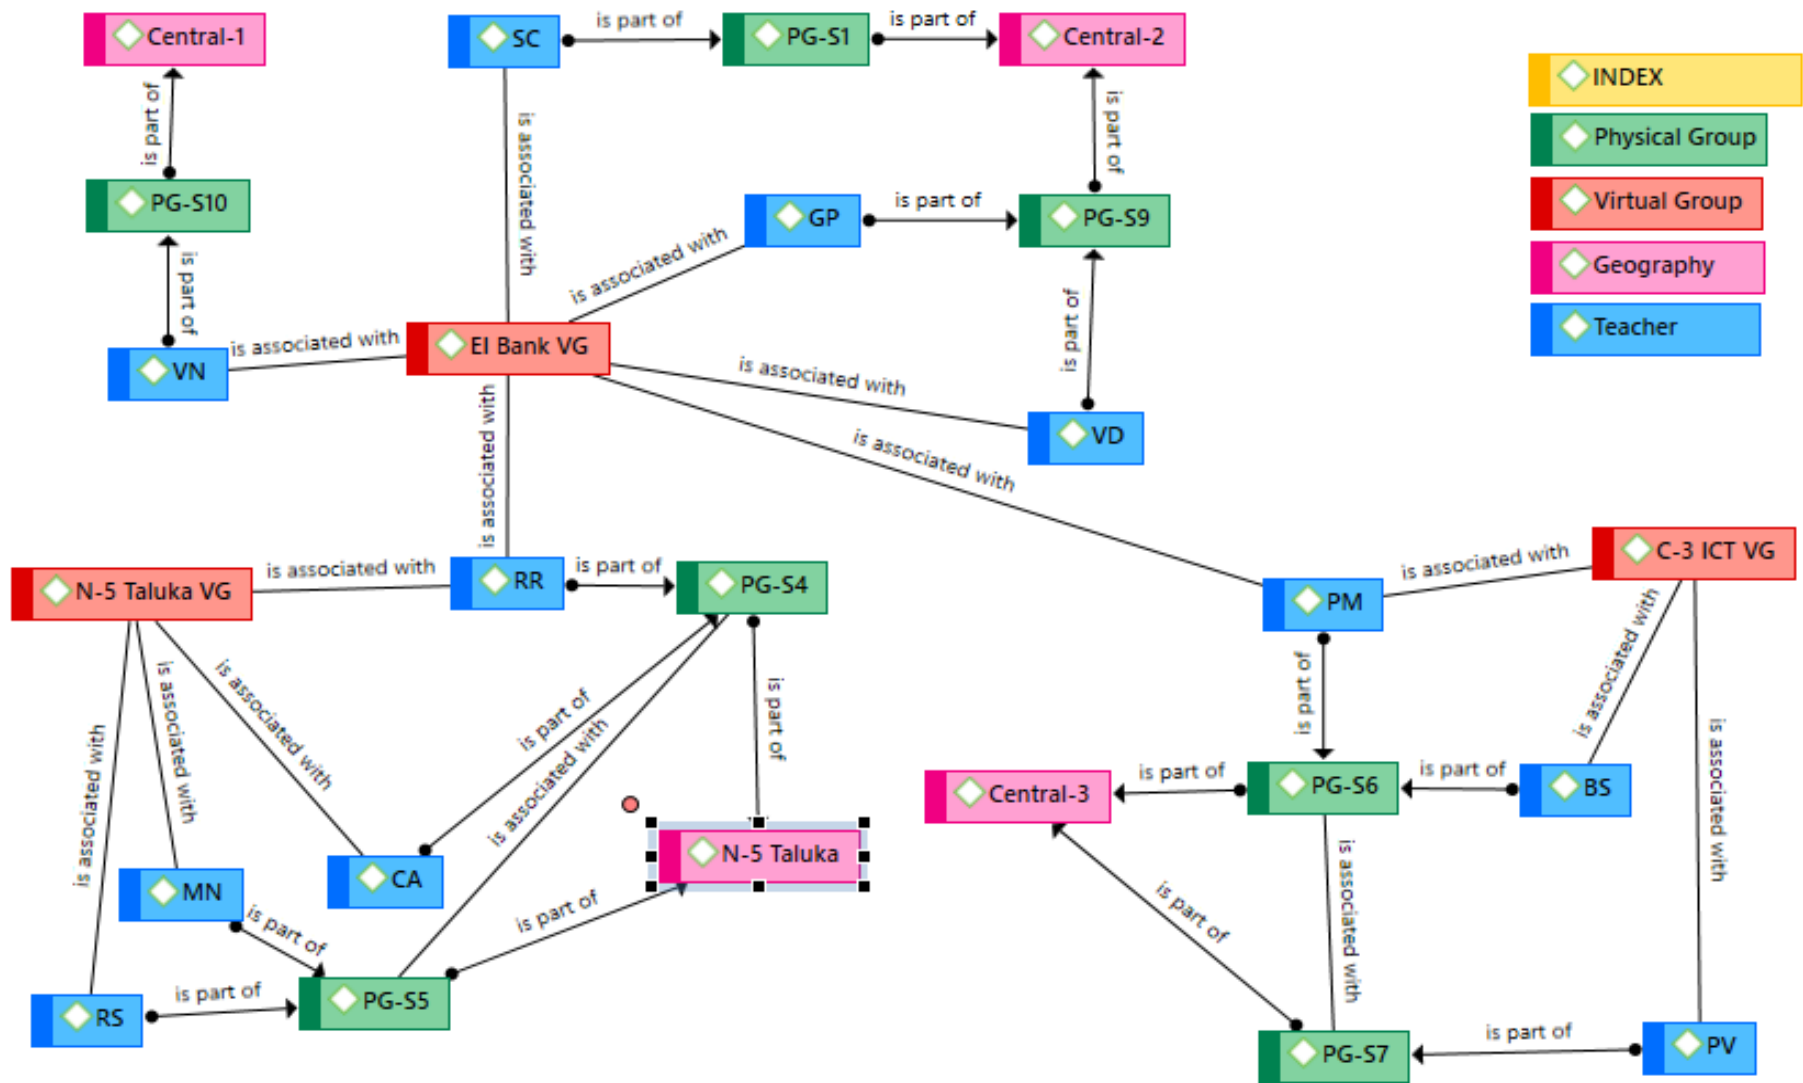 Central-1
SC
is part of
PG-S1
is part of
Central-2
INDEX
Physical Group
Virtual Group
Geography
Teacher
is part of
is associated with
is part of
PG-S10
GP
is part of
PG-S9
is part of
is associated with
is part of
VN
is associated with
EI Bank VG
is associated with
is associated with
VD
is associated with
is associated with
C-3 ICT VG
N-5 Taluka VG
is associated with
RR
is part of
PG-S4
PM
is associated with
is associated with
is associated with
is associated with
is part of
is associated with
is part of
is part of
is associated with
is associated with
Central-3
is part of
PG-S6
is part of
BS
N-5 Taluka
MN
CA
is part of
is part of
is part of
is associated with
RS
is part of
PG-S5
PG-S7
is part of
PV